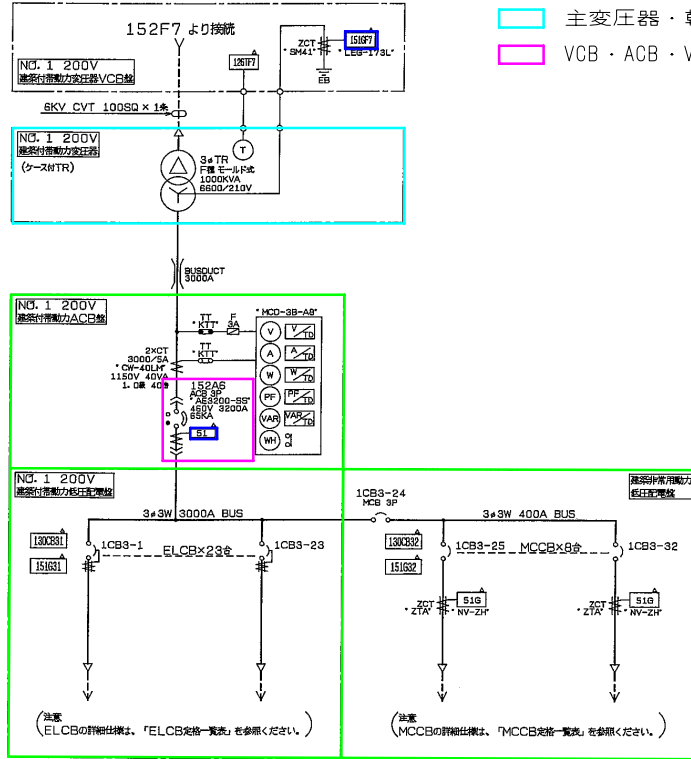 152F7 より接続
ZCT
"SM41"
151GF7
"LEG-173L"
EB
126TF7
主変圧器・
VCB・ACB・V
NO. 1 200V
建築付帯動力変圧器VCB盤
6KV CVT 100SQ×1条
NO. 1 200V
建築付帯動力変圧器
(ケース付TR)
T
3φTR
F種 モールド式
1000KVA
6600/210V
BUSDUCT
3000A
NO. 1 200V
建築付帯動力ACB盤
TT
"KTT"
F
3A
"MCD-3B-AB"
V V/TD
TT
"KTT"
A A/TD
W W/TD
PF PF/TD
VAR VAR/TD
WH
2×CT
3000/5A
"CW-40LM"
1150V 40VA
1.0級
152A6
ACB 3P
"AE3200-SS"
460V 3200A
65KA
51
NO. 1 200V
建築付帯動力低圧配電盤
建築非常用動力
低圧配電盤
1CB3-24
MCB 3P
3φ3W 3000A BUS
3φ3W 400A BUS
130CB31
151G31
1CB3-1
ELCB×23台
1CB3-23
130CB32
151G32
1CB3-25
MCCB×8台
1CB3-32
ZCT
"ZTA"
51G
"NV-ZH"
ZCT
"ZTA"
51G
"NV-ZH"
注意
ELCBの詳細仕様は、「ELCB定格一覧表」を参照ください。
注意
MCCBの詳細仕様は、「MCCB定格一覧表」を参照ください。